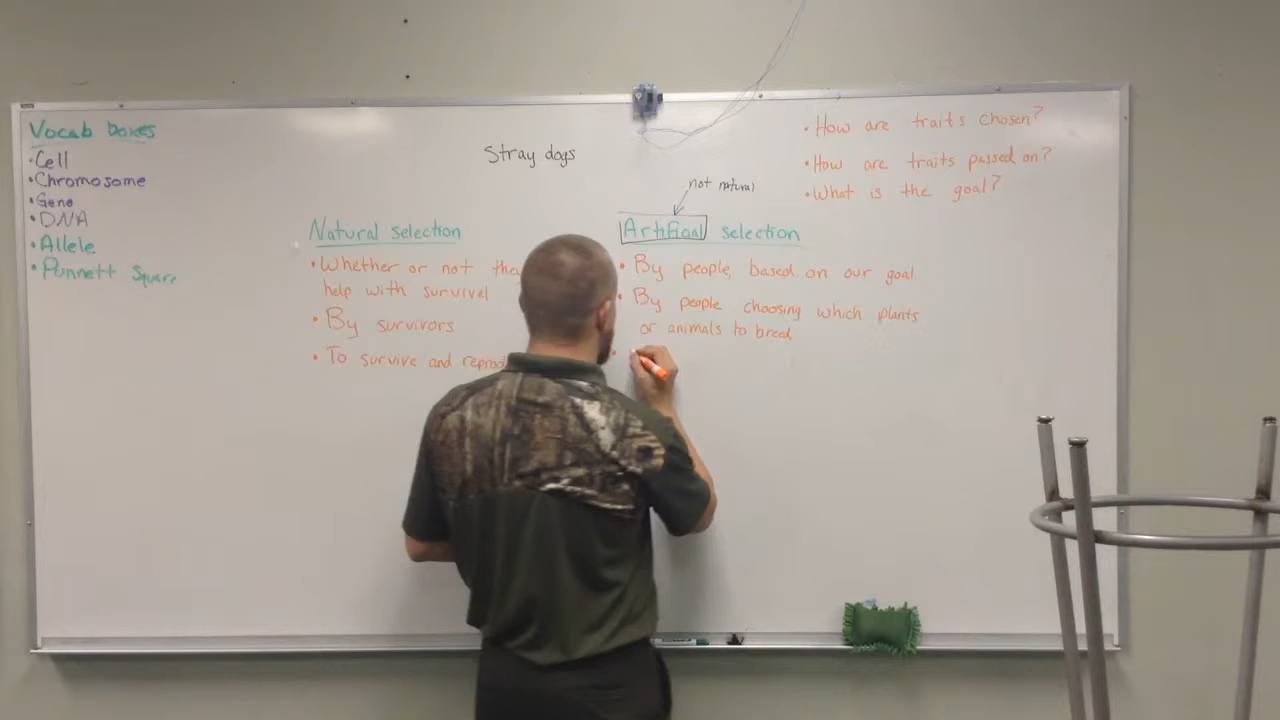 Vocab boxes
•Cell
•Chromosome
•Gene
•DNA
•Allele
•Punnett Square
Stray dogs
Natural selection
•Whether or not
help with survival
•By survivors
•To survive and
not natural
Artificial selection
•By people, based on our goal
•By people choosing which plants
or animals to breed
•How are traits chosen?
•How are traits passed on?
•What is the goal?